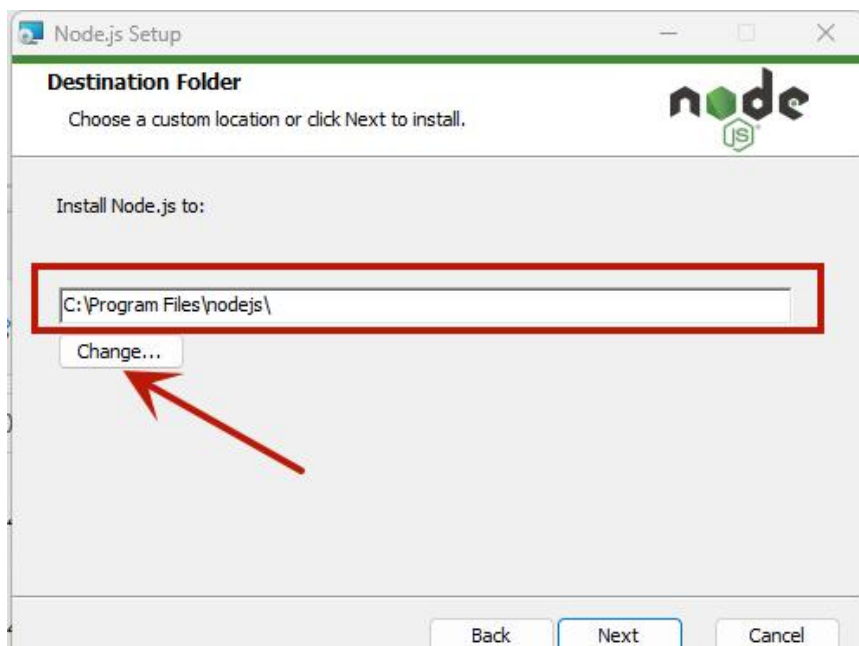 Node.js Setup
Destination Folder
Choose a custom location or click Next to install.
node
JS
Install Node.js to:
C:\Program Files\nodejs\
Change...
Back Next Cancel